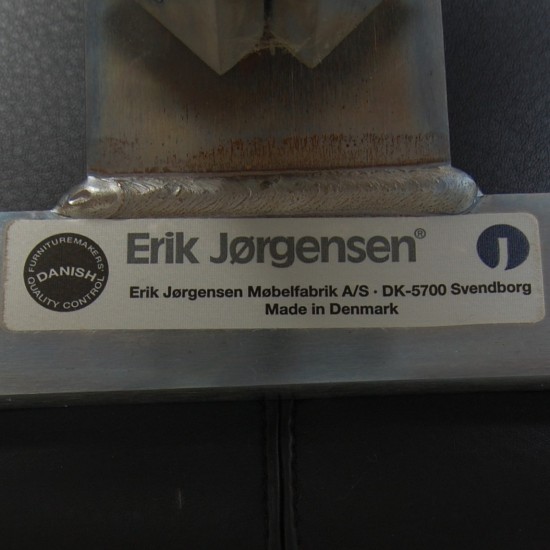 Erik Jørgensen®
Erik Jørgensen Møbelfabrik A/S · DK-5700 Svendborg
Made in Denmark
FURNITUREMAKERS'
DANISH
QUALITY CONTROL